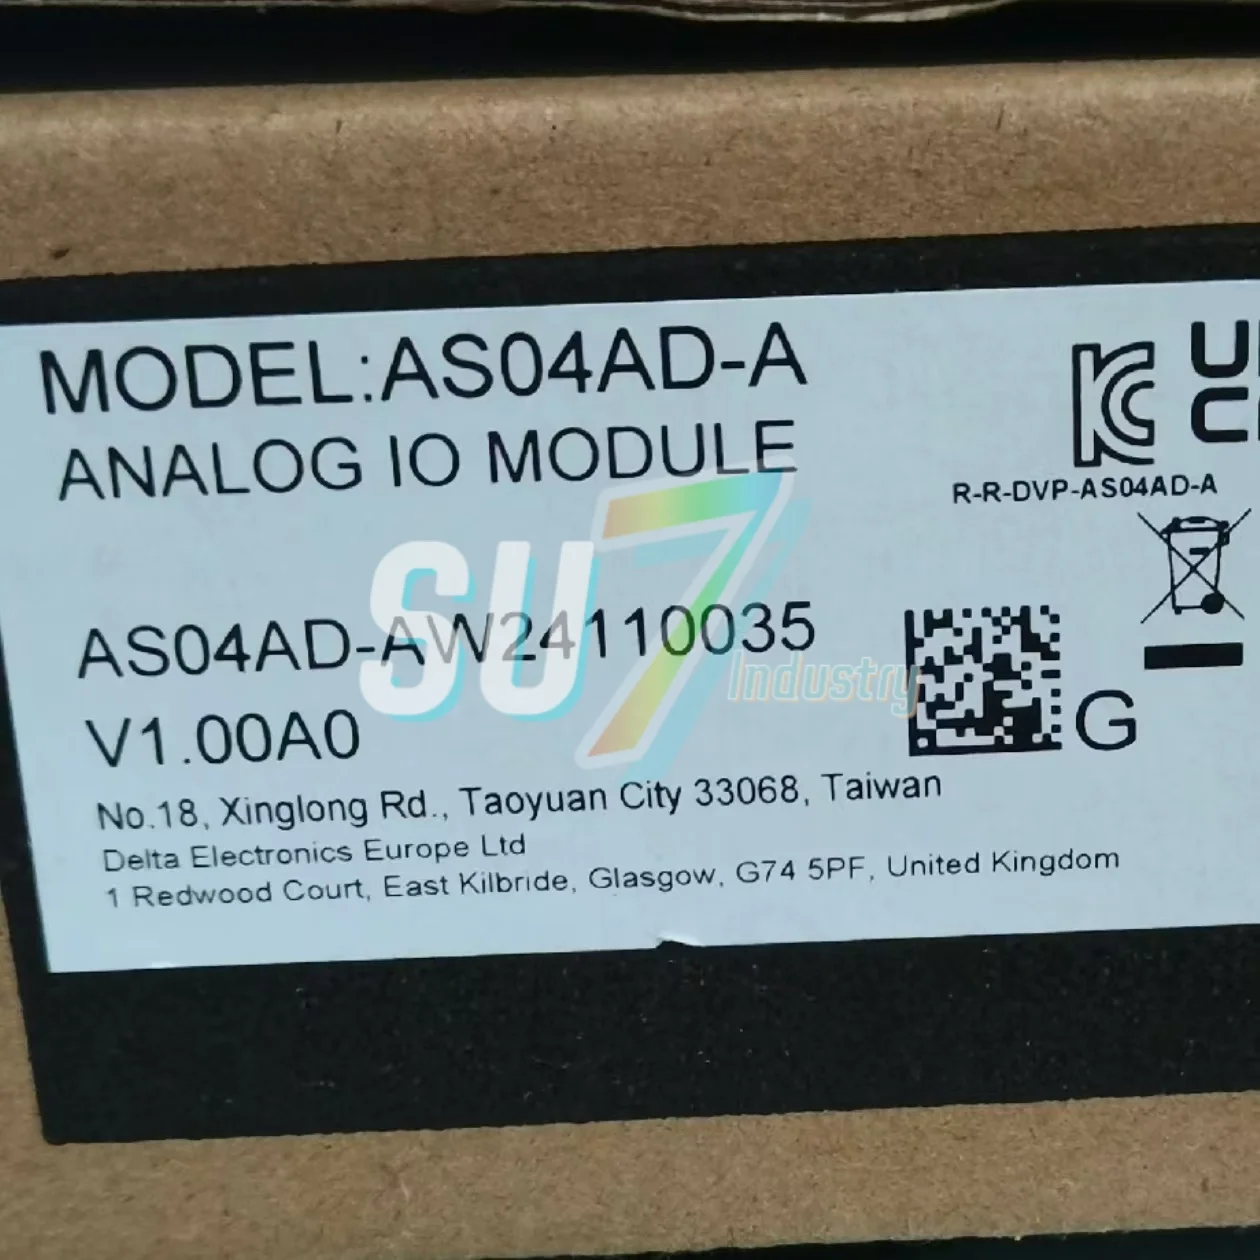 MODEL:AS04AD-A
ANALOG IO MODULE
R-R-DVP-AS04AD-A
AS04AD-AW24110035
V1.00A0
G
No.18, Xinglong Rd., Taoyuan City 33068, Taiwan
Delta Electronics Europe Ltd
1 Redwood Court, East Kilbride, Glasgow, G74 5PF, United Kingdom
SU7
Industry